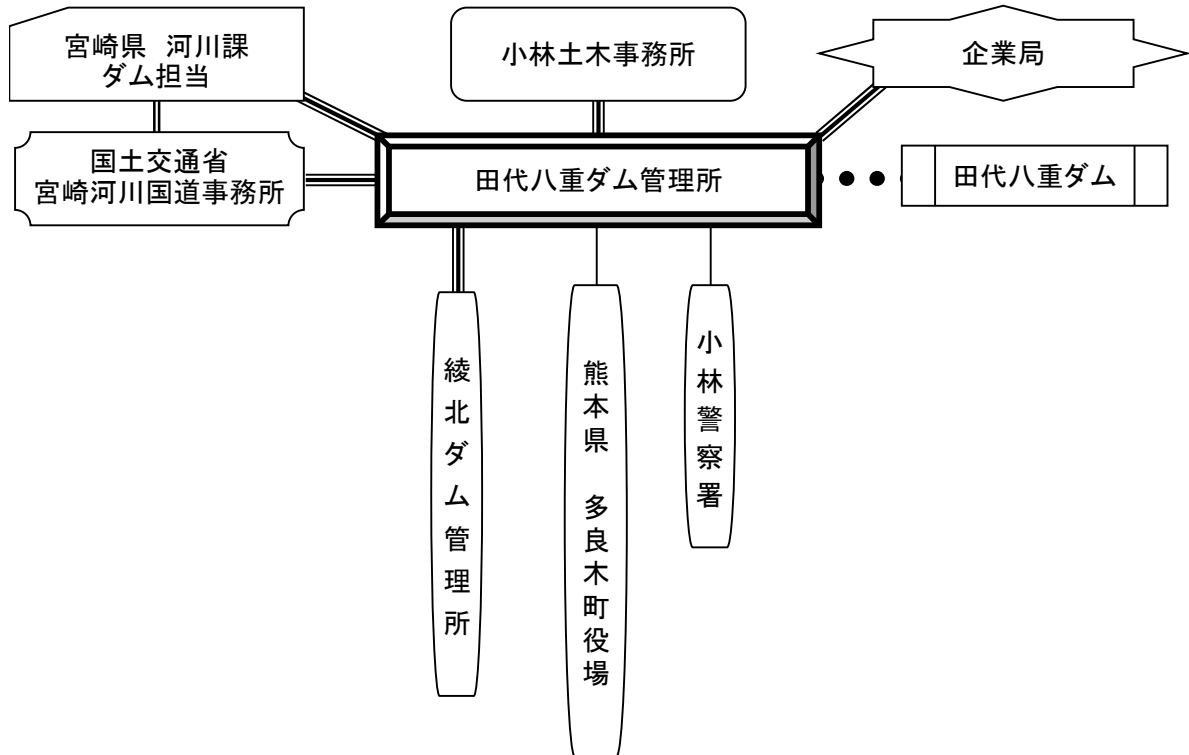 宮崎県　河川課
ダム担当
小林土木事務所
企業局
国土交通省
宮崎河川国道事務所
田代八重ダム管理所
田代八重ダム
綾北ダム管理所
熊本県　多良木町役場
小林警察署